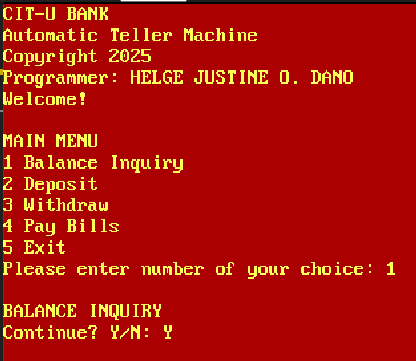 CIT-U BANK
Automatic Teller Machine
Copyright 2025
Programmer: HELGE JUSTINE O. DANO
Welcome!
MAIN MENU
1 Balance Inquiry
2 Deposit
3 Withdraw
4 Pay Bills
5 Exit
Please enter number of your choice: 1
BALANCE INQUIRY
Continue? Y/N: Y